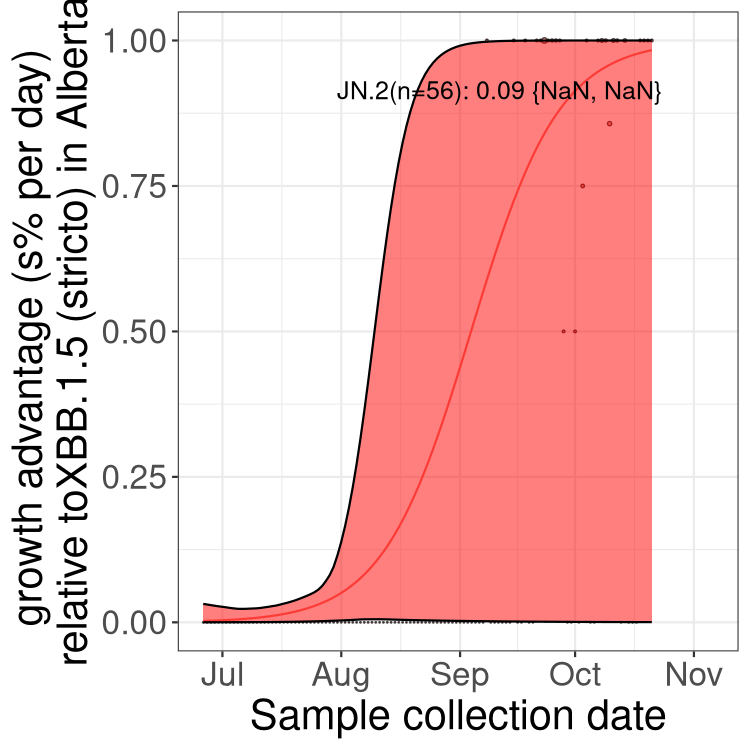 growth advantage (s% per day)
relative toXBB.1.5 (stricto) in Alberta
1.00
JN.2(n=56): 0.09 {NaN, NaN}
0.75
0.50
0.25
0.00
Jul Aug Sep Oct Nov
Sample collection date